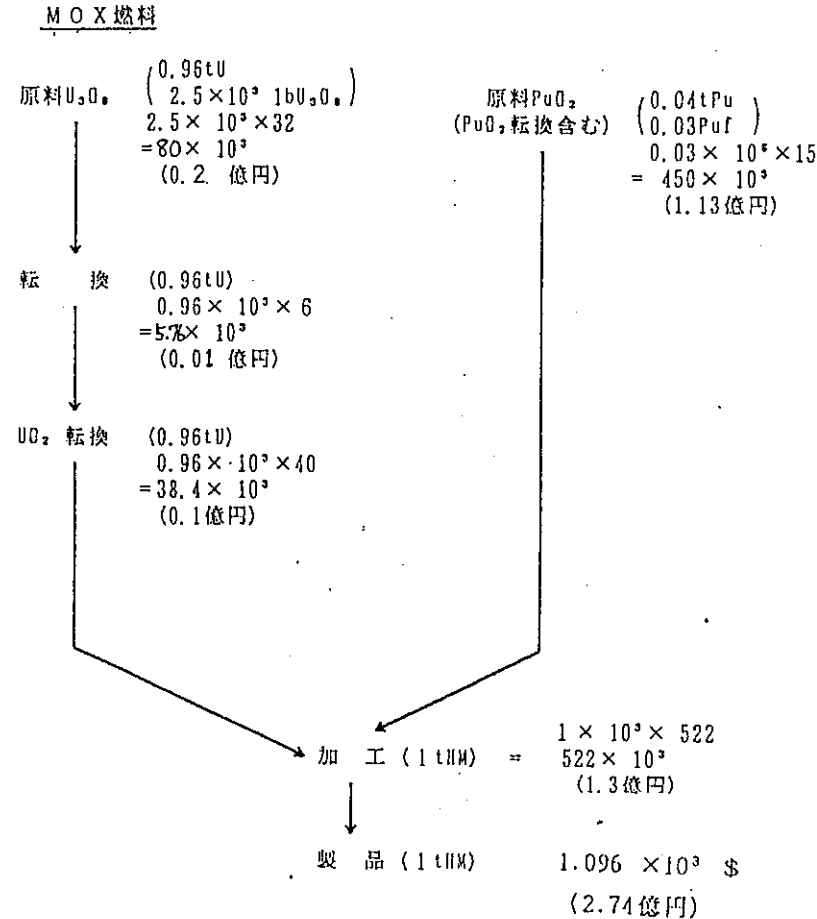 MOX燃料
原料U₃O₈ (0.96tU
2.5×10³ lbU₃O₈)
2.5× 10³ ×32
=80× 10³
(0.2 億円)
原料PuO₂
(PuO₂転換含む)
(0.04tPu
0.03Puf)
0.03× 10⁶ ×15
= 450× 10³
(1.13億円)
転 換 (0.96tU)
0.96× 10³ × 6
=5.76× 10³
(0.01 億円)
UO₂ 転換 (0.96tU)
0.96× 10³ ×40
=38.4× 10³
(0.1億円)
加 工 (1tHM) =
1 × 10³ × 522
522× 10³
(1.3億円)
製 品 (1tHM) 1.096 ×10³ $
(2.74億円)